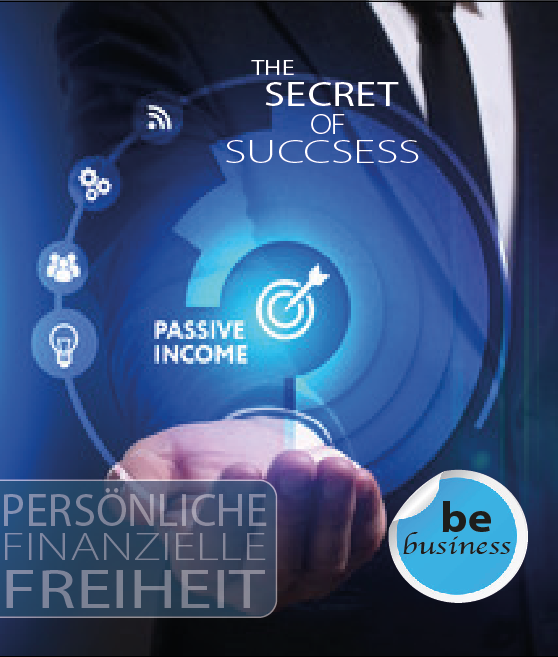 THE
SECRET
OF
SUCCSESS
PASSIVE
INCOME
PERSÖNLICHE
FINANZIELLE
FREIHEIT
be
business